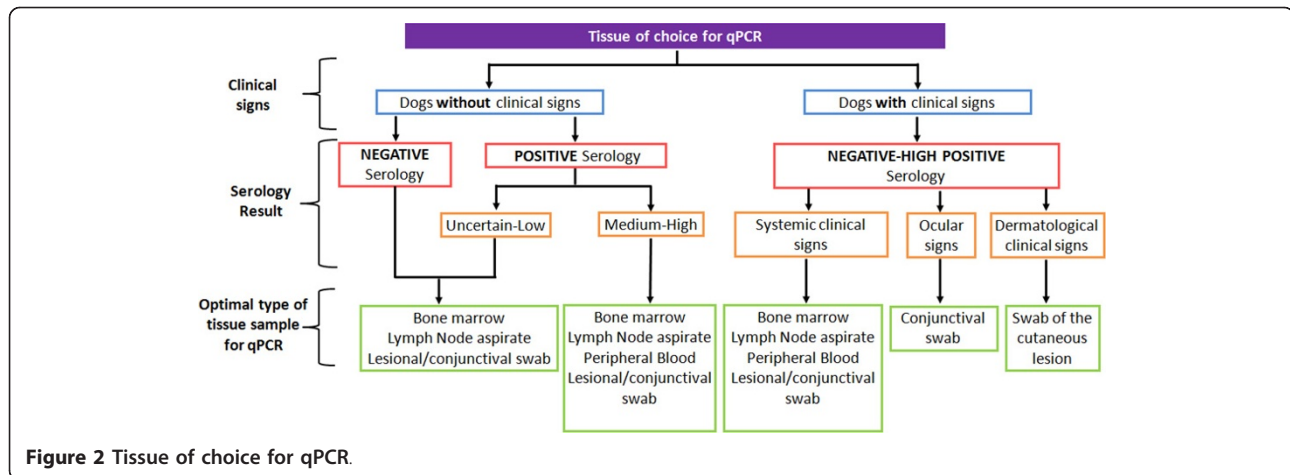 Tissue of choice for qPCR
Clinical
signs
Dogs without clinical signs
Dogs with clinical signs
Serology
Result
NEGATIVE
Serology
POSITIVE Serology
NEGATIVE-HIGH POSITIVE
Serology
Uncertain-Low
Medium-High
Systemic clinical
signs
Ocular
signs
Dermatological
clinical signs
Optimal type of
tissue sample
for qPCR
Bone marrow
Lymph Node aspirate
Lesional/conjunctival swab
Bone marrow
Lymph Node aspirate
Peripheral Blood
Lesional/conjunctival
swab
Bone marrow
Lymph Node aspirate
Peripheral Blood
Lesional/conjunctival
swab
Conjunctival
swab
Swab of the
cutaneous
lesion
Figure 2 Tissue of choice for qPCR.